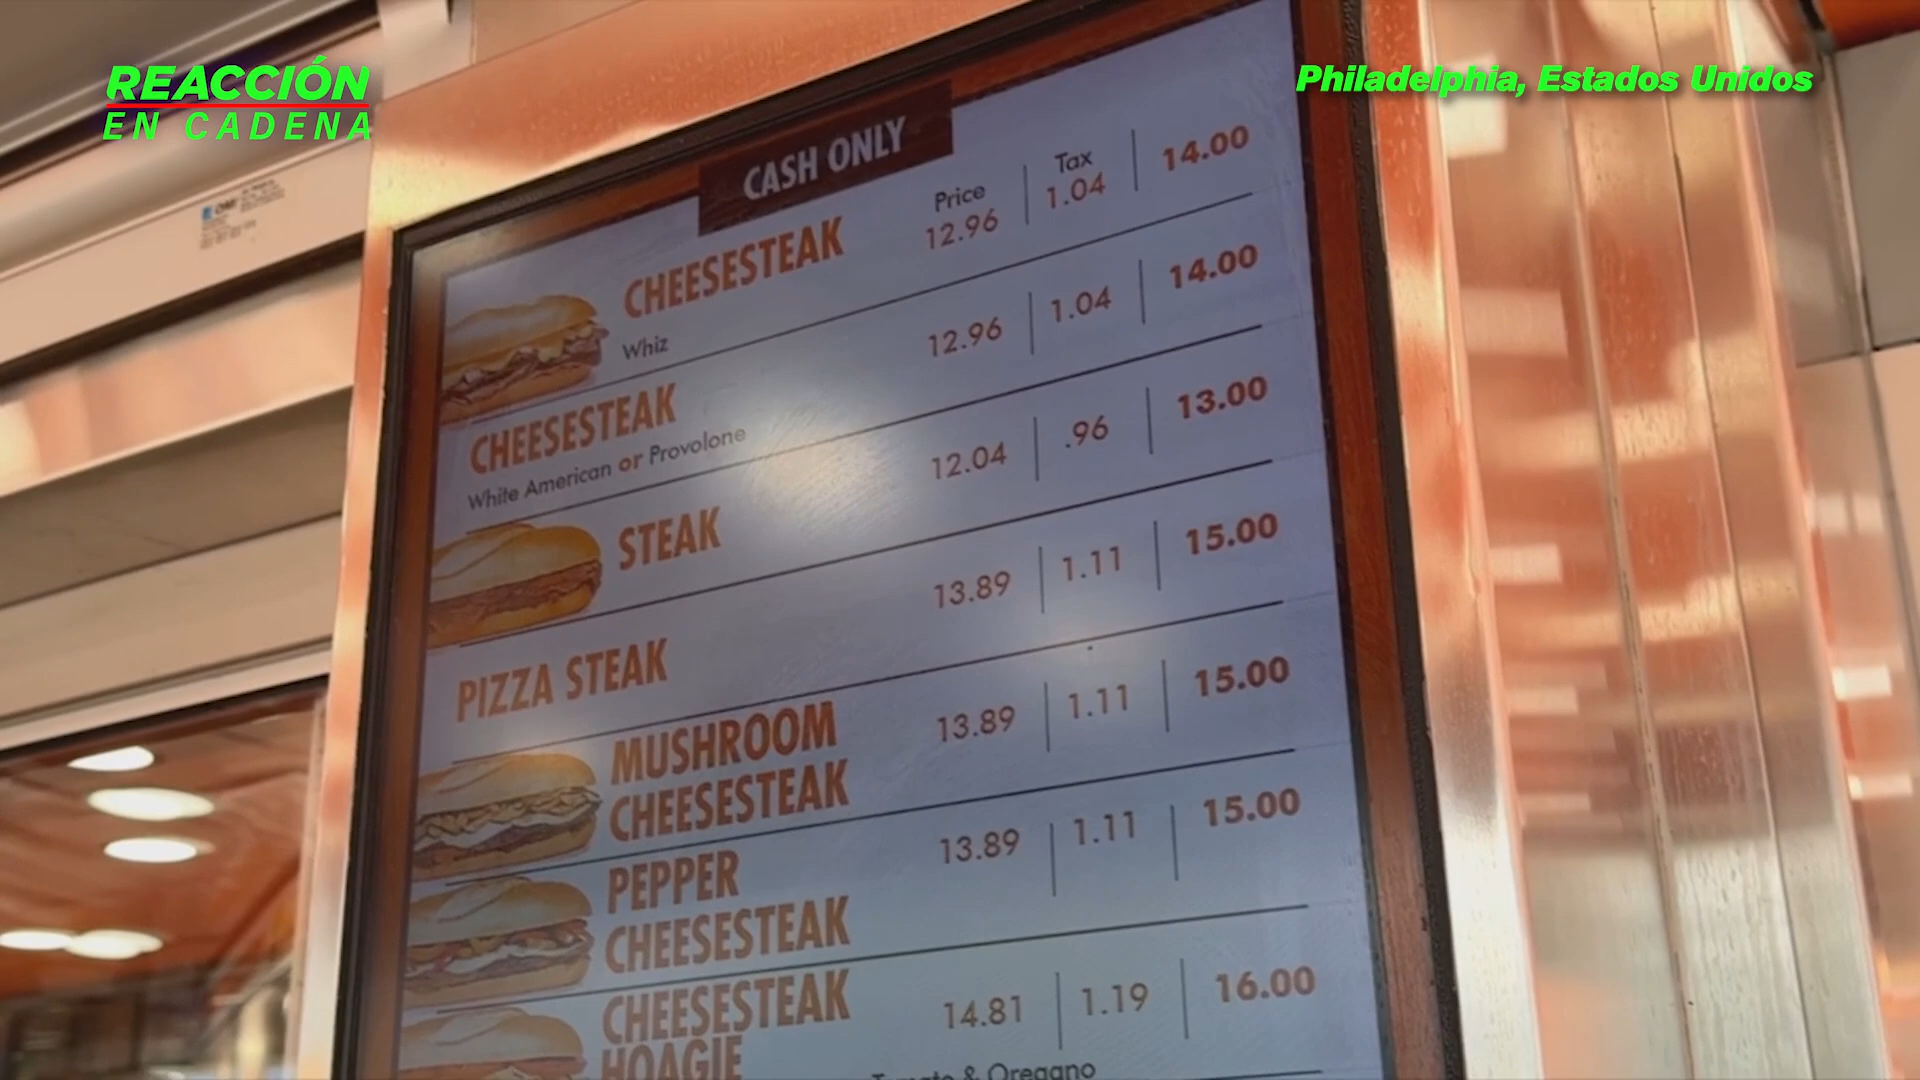 REACCIÓN
EN CADENA
Philadelphia, Estados Unidos
CASH ONLY
Price Tax
CHEESESTEAK 12.96 1.04 14.00
Whiz
CHEESESTEAK 12.96 1.04 14.00
White American or Provolone
STEAK 12.04 .96 13.00
PIZZA STEAK 13.89 1.11 15.00
MUSHROOM
CHEESESTEAK 13.89 1.11 15.00
PEPPER
CHEESESTEAK 13.89 1.11 15.00
CHEESESTEAK
HOAGIE 14.81 1.19 16.00
& Oregano